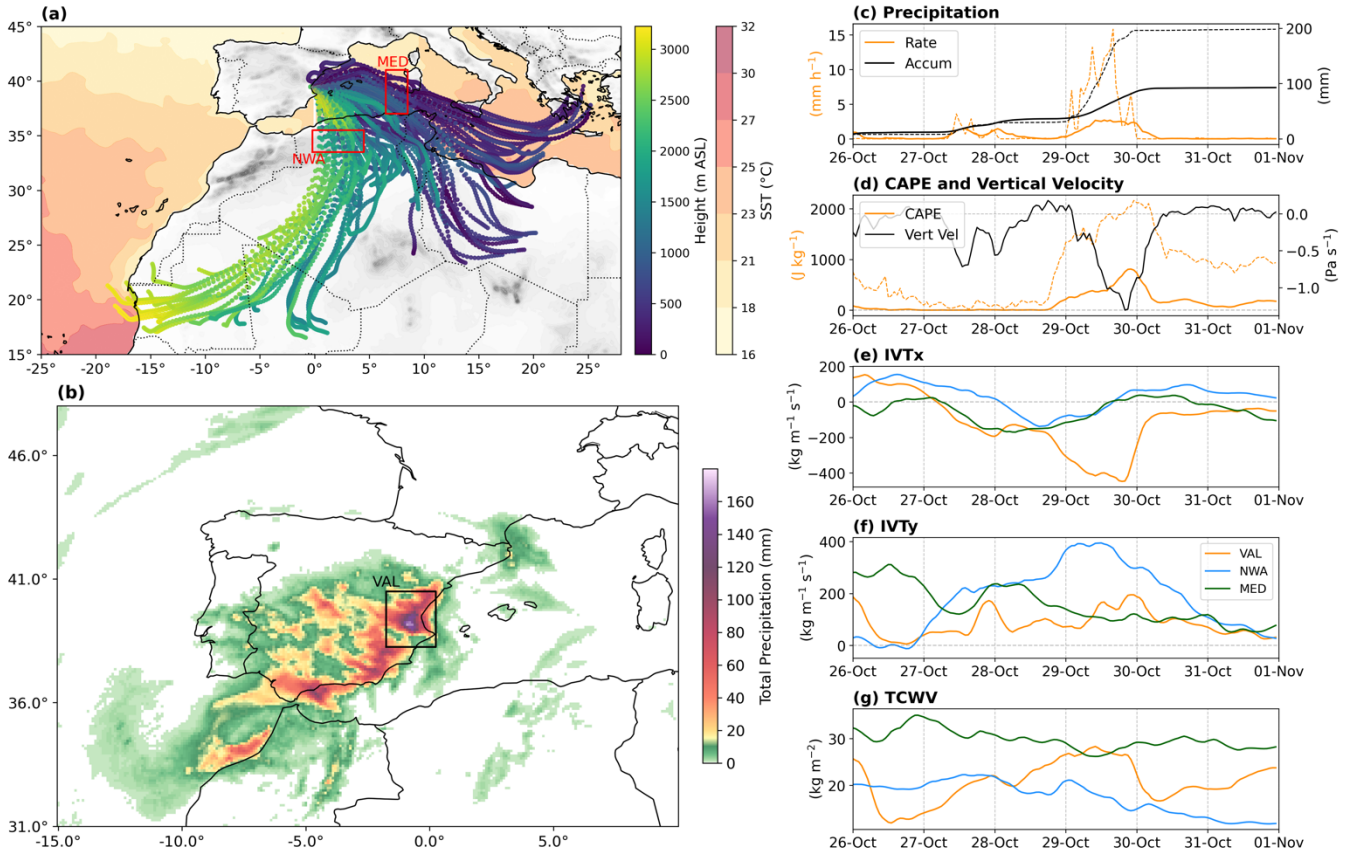 (a)
45°
40°
35°
30°
25°
20°
15°
-25
-20
-15
-10
-5
0
5
10
15
20
25
MED
NWA
3000
2500
2000
1500
1000
500
0
Height (m ASL)
32
30
27
26
25
23
21
18
16
SST (°C)
(b)
46.0°
41.0°
36.0°
31.0°
-15.0
-10.0
-5.0
0.0
5.0
VAL
160
140
120
100
80
60
40
20
0
Total Precipitation (mm)
(c) Precipitation
Rate
Accum
15
10
5
0
(mm h⁻¹)
200
100
0
(mm)
26-Oct 27-Oct 28-Oct 29-Oct 30-Oct 31-Oct 01-Nov
(d) CAPE and Vertical Velocity
CAPE
Vert Vel
2000
1000
0
(J kg⁻¹)
0.0
-0.5
-1.0
(Pa s⁻¹)
26-Oct 27-Oct 28-Oct 29-Oct 30-Oct 31-Oct 01-Nov
(e) IVTx
200
0
−200
−400
(kg m⁻¹ s⁻¹)
26-Oct 27-Oct 28-Oct 29-Oct 30-Oct 31-Oct 01-Nov
(f) IVTy
400
200
0
(kg m⁻¹ s⁻¹)
VAL
NWA
MED
26-Oct 27-Oct 28-Oct 29-Oct 30-Oct 31-Oct 01-Nov
(g) TCWV
30
20
(kg m⁻²)
26-Oct 27-Oct 28-Oct 29-Oct 30-Oct 31-Oct 01-Nov